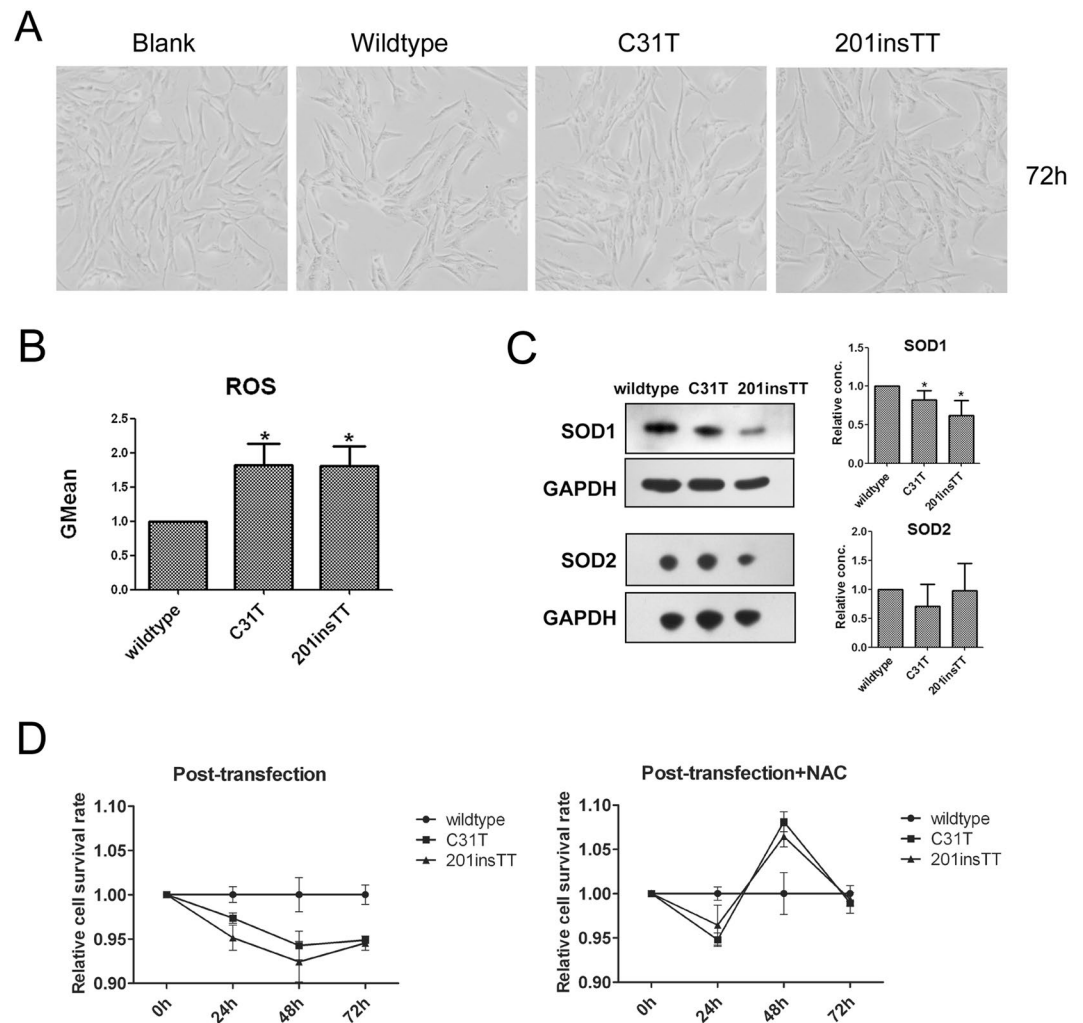 A
Blank Wildtype C31T 201insTT
72h
B
ROS
GMean
2.5
2.0
1.5
1.0
0.5
0.0
* *
wildtype C31T 201insTT
C
wildtype C31T 201insTT
SOD1
GAPDH
SOD2
GAPDH
SOD1
Relative conc.
1.5
1.0
0.5
0.0
* *
wildtype C31T 201insTT
SOD2
Relative conc.
2.0
1.5
1.0
0.5
0.0
wildtype C31T 201insTT
D
Post-transfection
Relative cell survival rate
1.10
1.05
1.00
0.95
0.90
0h 24h 48h 72h
wildtype
C31T
201insTT
Post-transfection+NAC
Relative cell survival rate
1.10
1.05
1.00
0.95
0.90
0h 24h 48h 72h
wildtype
C31T
201insTT